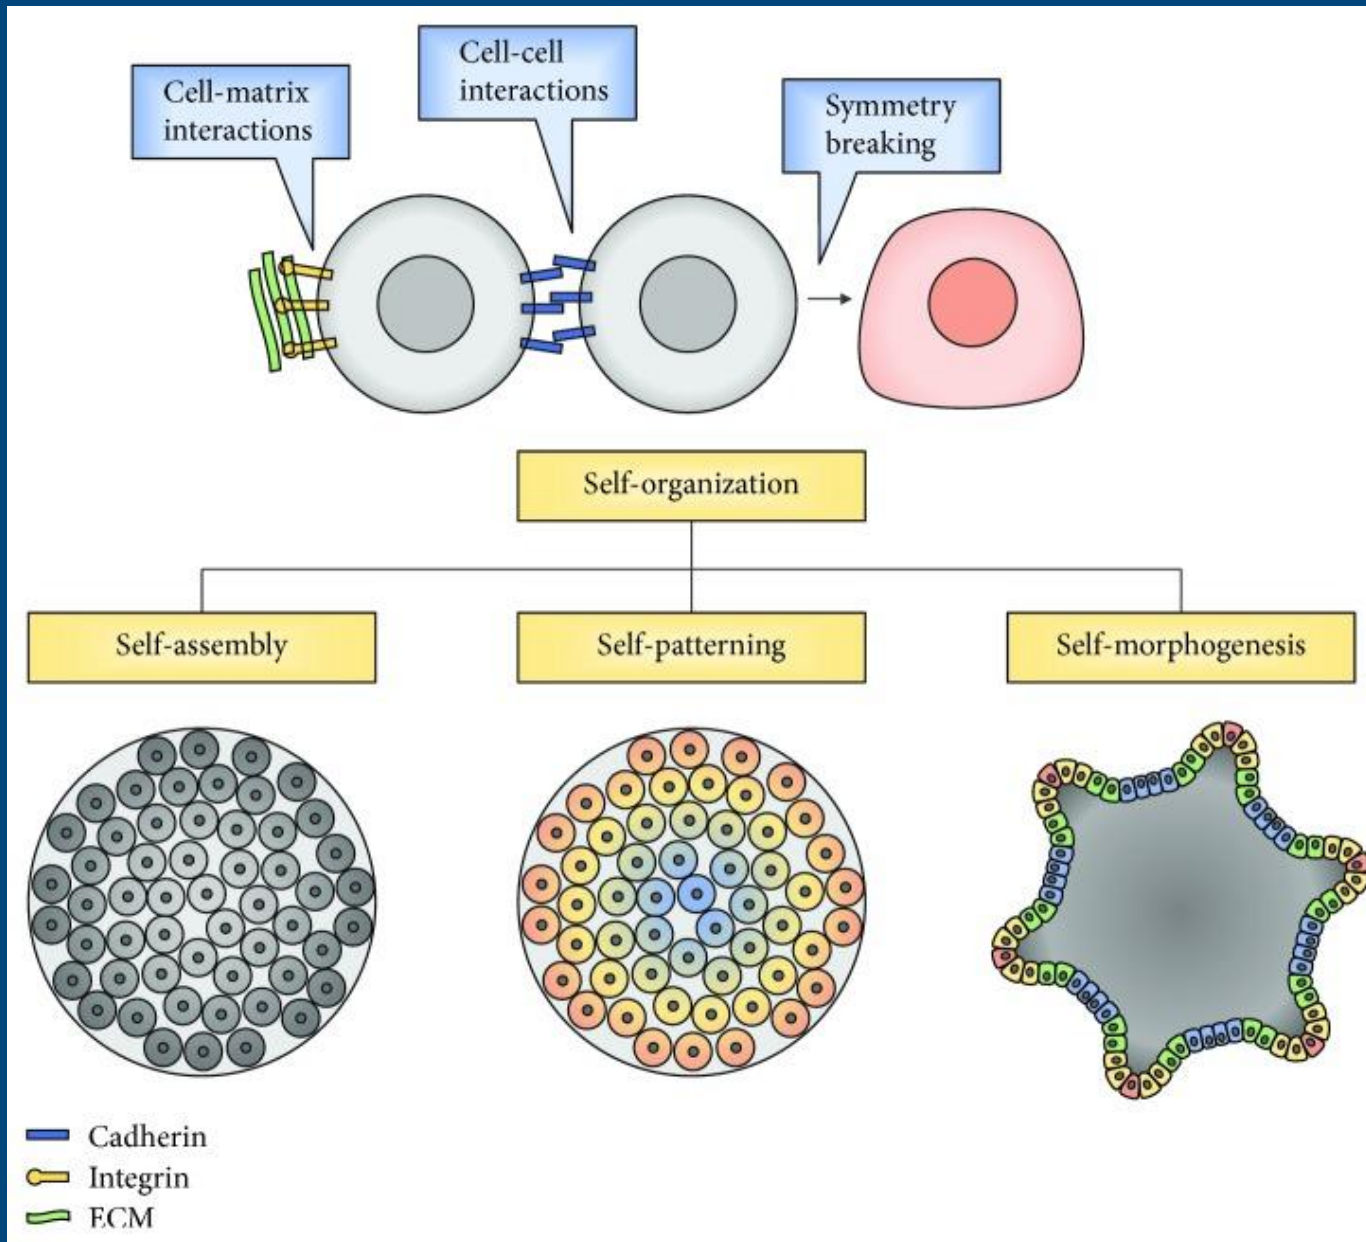 Cell-matrix
interactions
Cell-cell
interactions
Symmetry
breaking
Self-organization
Self-assembly
Self-patterning
Self-morphogenesis
Cadherin
Integrin
ECM